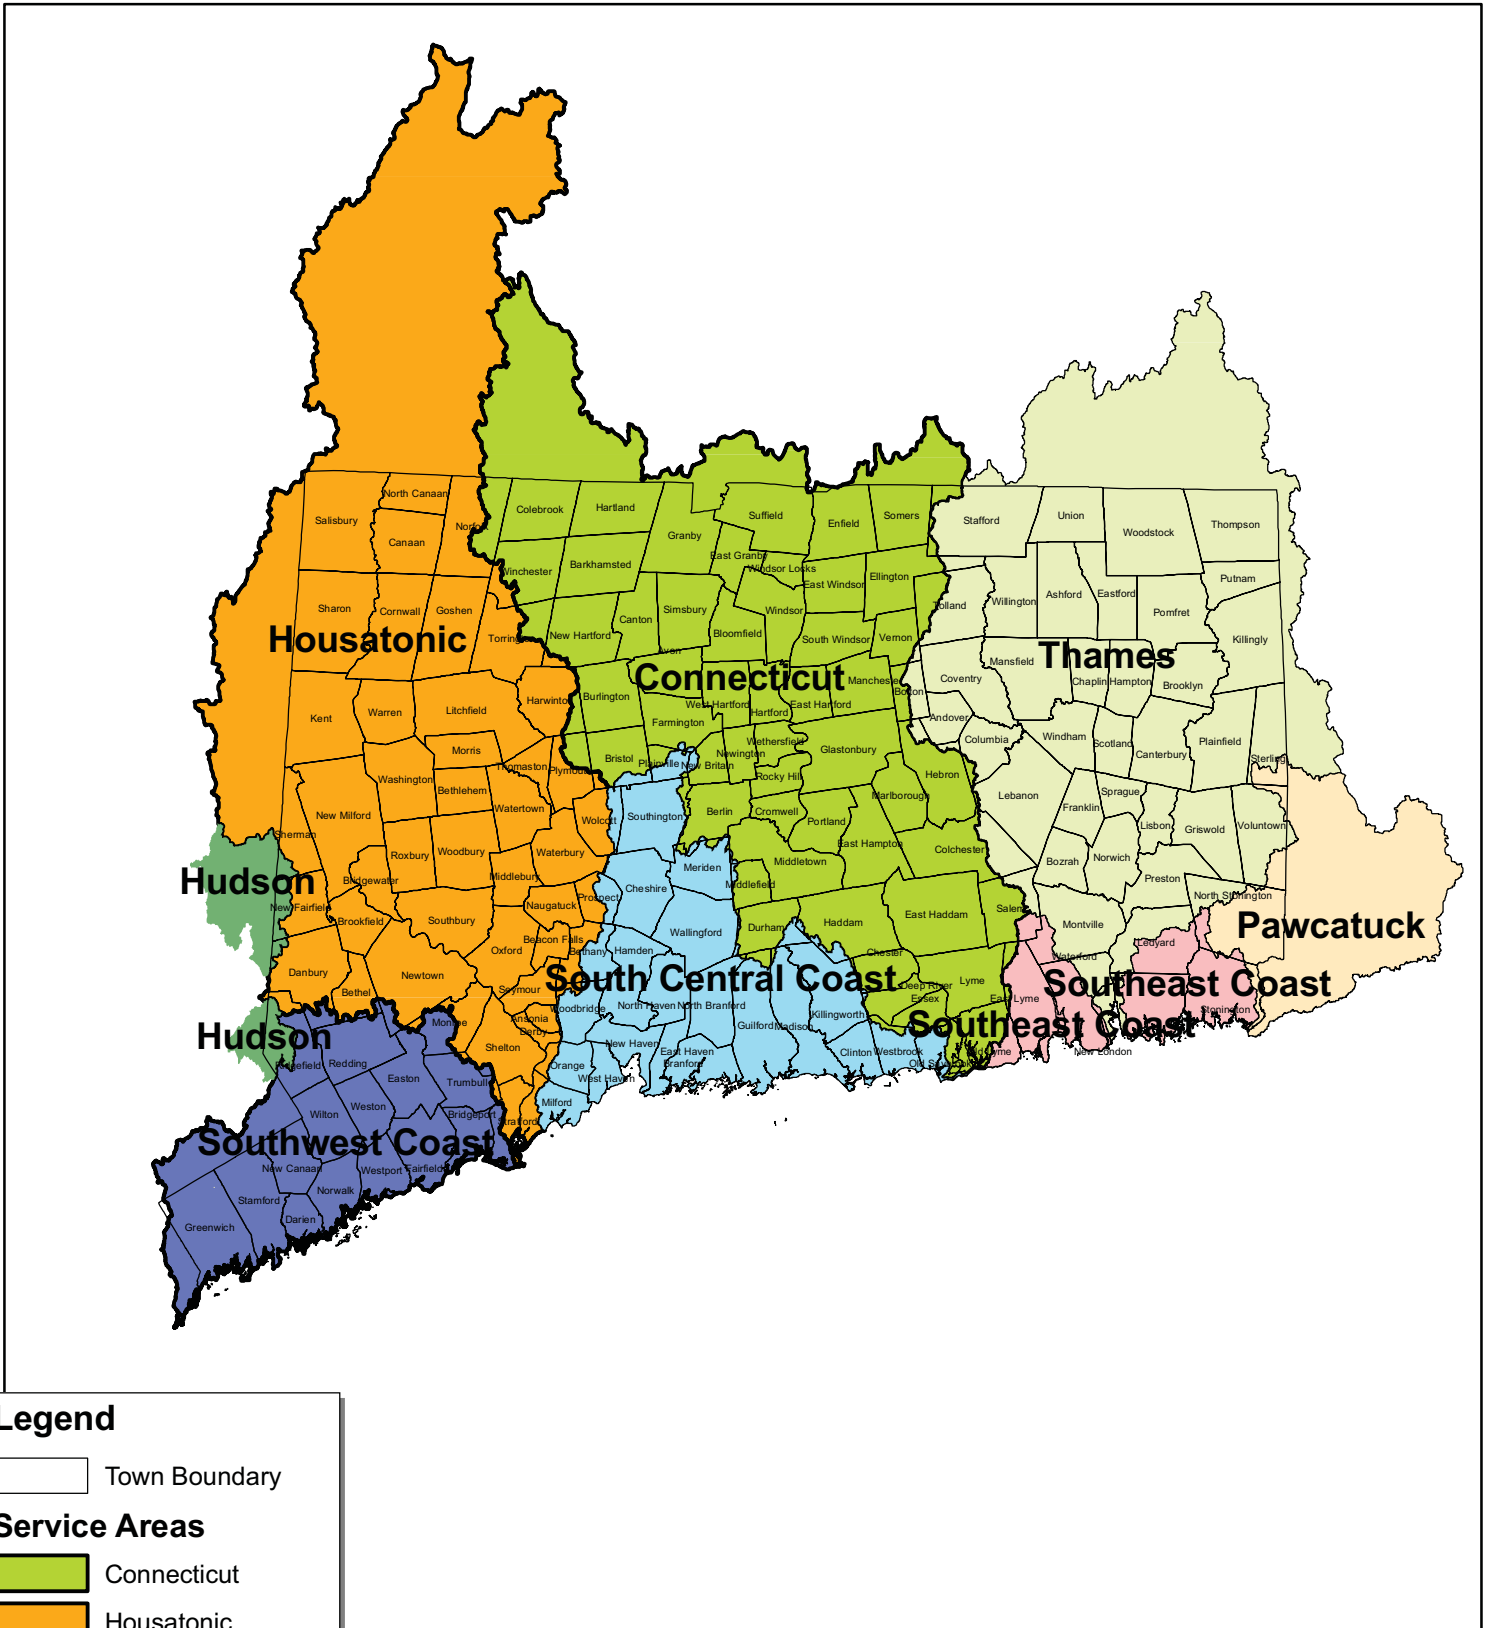 North Canaan
Salisbury
Canaan
Norfolk
Colebrook
Hartland
Granby
Suffield
Enfield
Somers
Stafford
Union
Woodstock
Thompson
East Granby
Windsor Locks
Winchester
Barkhamsted
East Windsor
Ellington
Putnam
Sharon
Cornwall
Goshen
Canton
Simsbury
Windsor
Tolland
Willington
Ashford
Eastford
Pomfret
Housatonic
Torrington
New Hartford
Bloomfield
South Windsor
Vernon
Killingly
Avon
Thames
Mansfield
Connecticut
Manchester
Bolton
Coventry
Chaplin
Hampton
Brooklyn
Kent
Warren
Litchfield
Harwinton
Burlington
West Hartford
Hartford
East Hartford
Farmington
Andover
Morris
Wethersfield
Glastonbury
Columbia
Windham
Scotland
Canterbury
Plainfield
Sterling
Washington
Bethlehem
Thomaston
Plymouth
Bristol
Plainville
New Britain
Newington
Rocky Hill
Hebron
Marlborough
Lebanon
Sprague
Franklin
New Milford
Watertown
Wolcott
Southington
Berlin
Cromwell
Portland
Lisbon
Griswold
Voluntown
Sherman
Roxbury
Woodbury
Waterbury
East Hampton
Colchester
Bozrah
Norwich
Hudson
Bridgewater
Middlebury
Meriden
Middletown
Middlefield
Preston
Cheshire
Prospect
Naugatuck
North Stonington
New Fairfield
Brookfield
Southbury
Wallingford
Durham
Haddam
East Haddam
Salem
Montville
Pawcatuck
Oxford
Beacon Falls
Bethany
Hamden
Chester
Waterford
Ledyard
Danbury
Newtown
South Central Coast
Southeast Coast
Bethel
Seymour
Deep River
Lyme
Essex
East Lyme
Woodbridge
North Haven
North Branford
Killingworth
Stonington
Hudson
Monroe
Ansonia
Derby
Guilford
Madison
Southeast Coast
Shelton
New Haven
East Haven
Branford
Clinton
Westbrook
Old Saybrook
Old Lyme
New London
Ridgefield
Redding
Easton
Trumbull
Orange
West Haven
Milford
Wilton
Weston
Bridgeport
Stratford
Southwest Coast
New Canaan
Westport
Fairfield
Stamford
Norwalk
Greenwich
Darien
Legend
Town Boundary
Service Areas
Connecticut
Housatonic